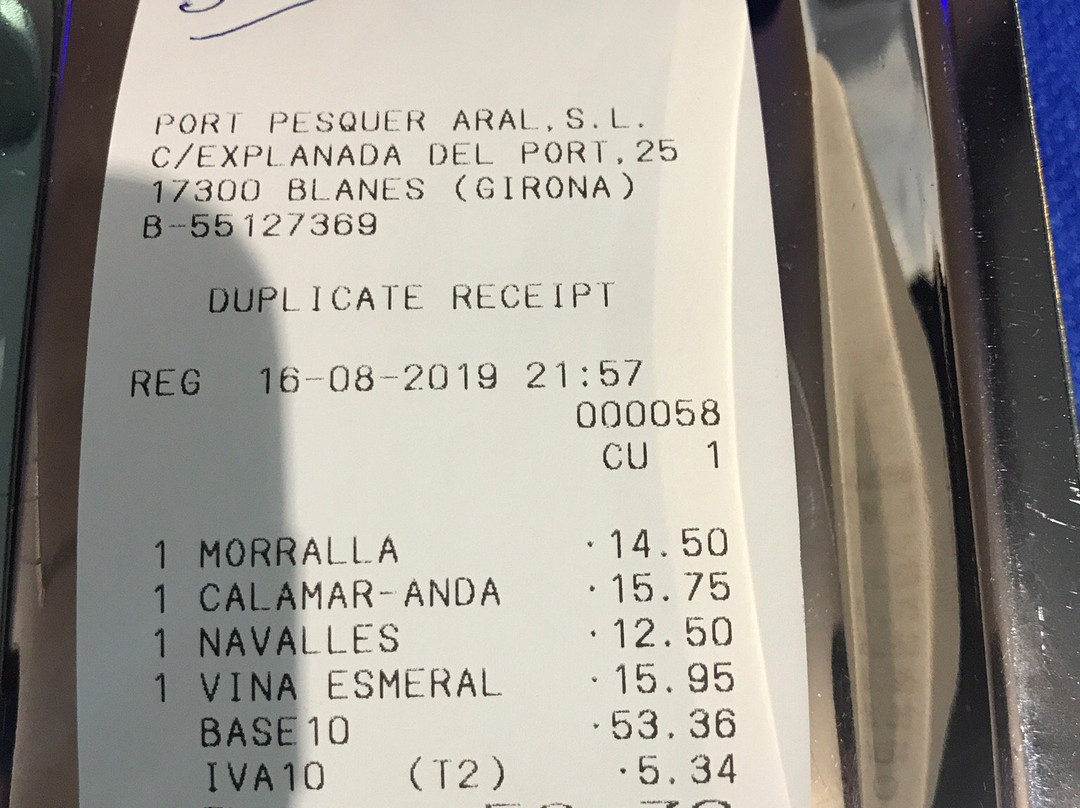 PORT PESQUER ARAL,S.L.
C/EXPLANADA DEL PORT,25
17300 BLANES (GIRONA)
B-55127369
DUPLICATE RECEIPT
REG 16-08-2019 21:57
000058
CU 1
1 MORRALLA ·14.50
1 CALAMAR-ANDA ·15.75
1 NAVALLES ·12.50
1 VINA ESMERAL ·15.95
BASE10 ·53.36
IVA10 (T2) ·5.34